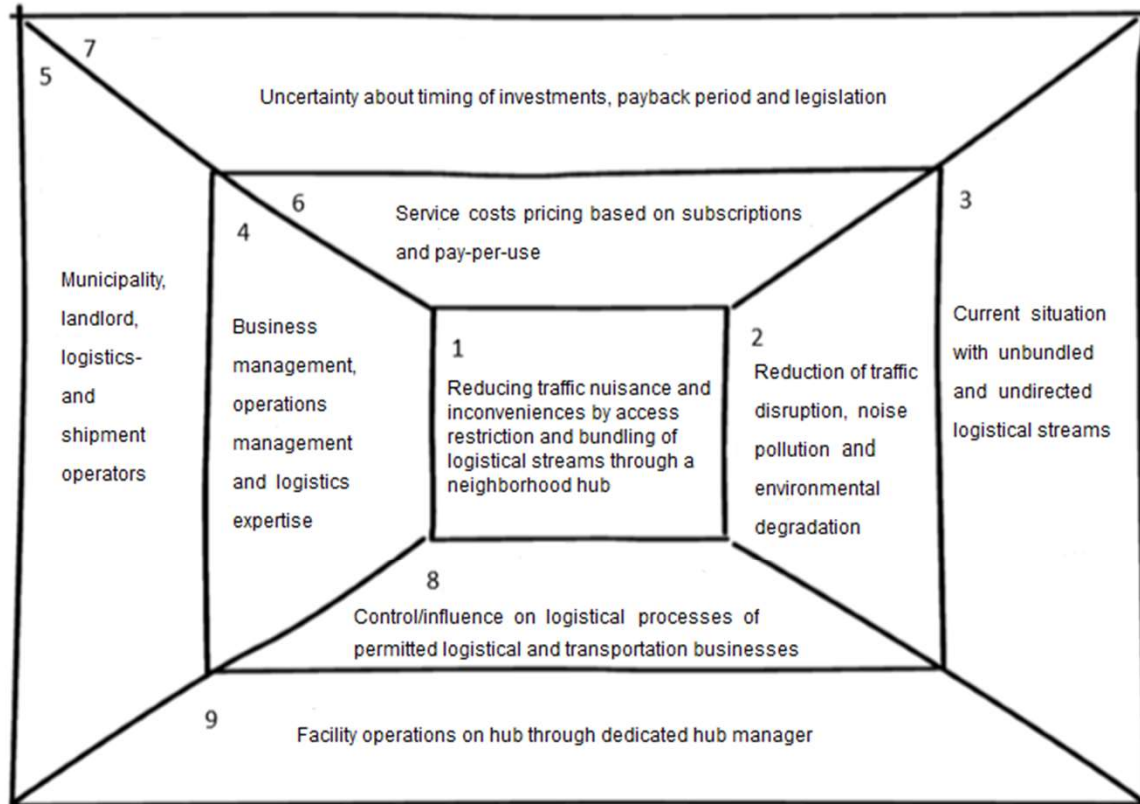 7
Uncertainty about timing of investments, payback period and legislation
5
Municipality,
landlord,
logistics-
and
shipment
operators
6
Service costs pricing based on subscriptions
and pay-per-use
4
Business
management,
operations
management
and logistics
expertise
1
Reducing traffic nuisance and
inconveniences by access
restriction and bundling of
logistical streams through a
neighborhood hub
2
Reduction of traffic
disruption, noise
pollution and
environmental
degradation
3
Current situation
with unbundled
and undirected
logistical streams
8
Control/influence on logistical processes of
permitted logistical and transportation businesses
9
Facility operations on hub through dedicated hub manager